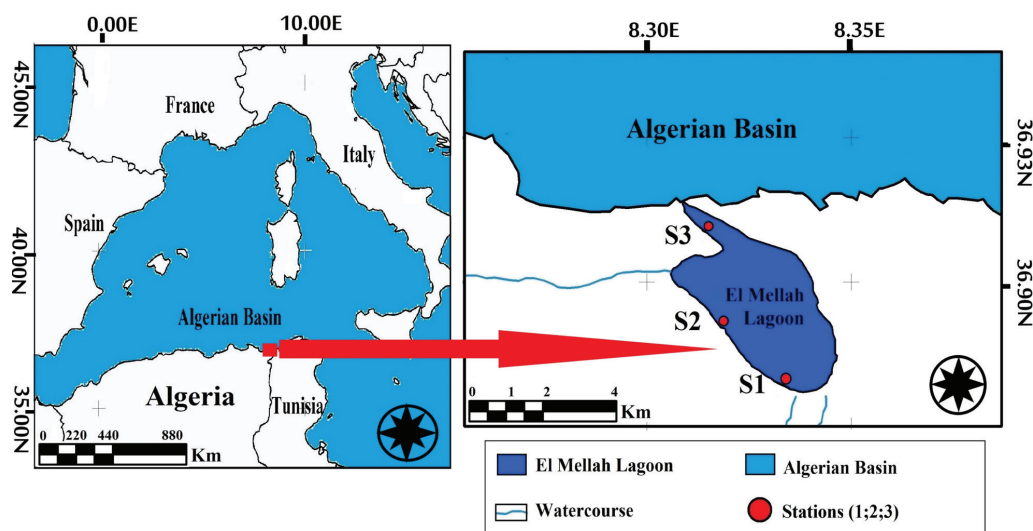 0.00E
10.00E
45.00N
40.00N
35.00N
France
Italy
Spain
Algerian Basin
Algeria
Tunisia
0 220 440 880
Km
8.30E
8.35E
36.93N
36.90N
Algerian Basin
S3
El Mellah
Lagoon
S2
S1
0 1 2 4
Km
El Mellah Lagoon
Algerian Basin
Watercourse
Stations (1;2;3)